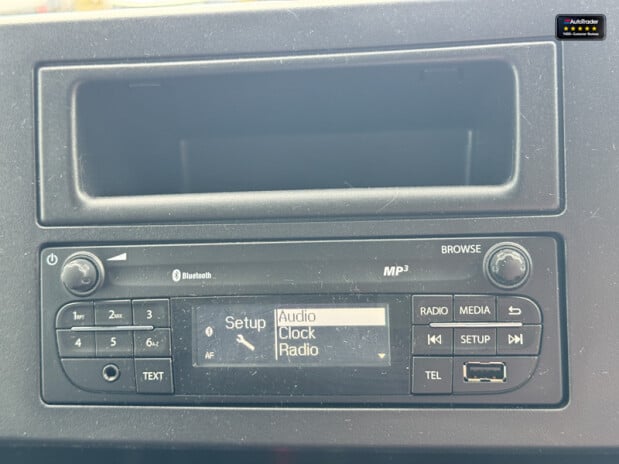 AutoTrader
Bluetooth
MP3
BROWSE
1
2
3
RADIO
MEDIA
Setup
Audio
Clock
Radio
4
5
6
SETUP
AF
TEXT
TEL